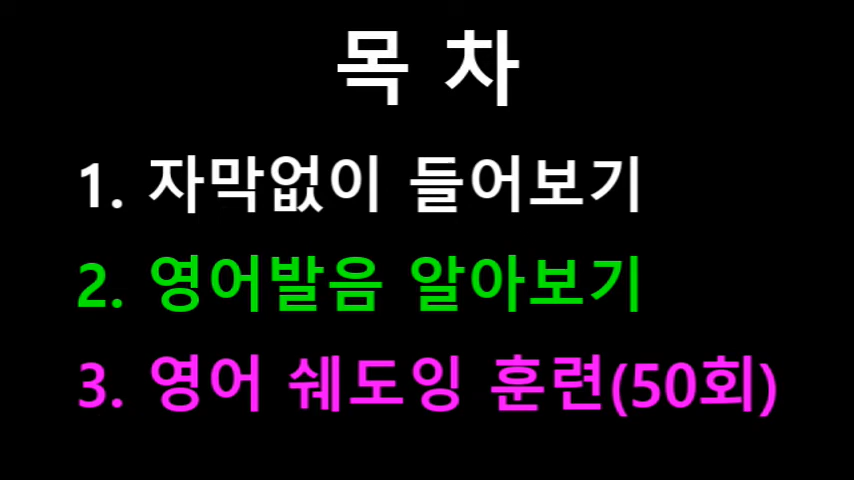 목 차
1. 자막없이 들어보기
2. 영어발음 알아보기
3. 영어 쉐도잉 훈련(50회)